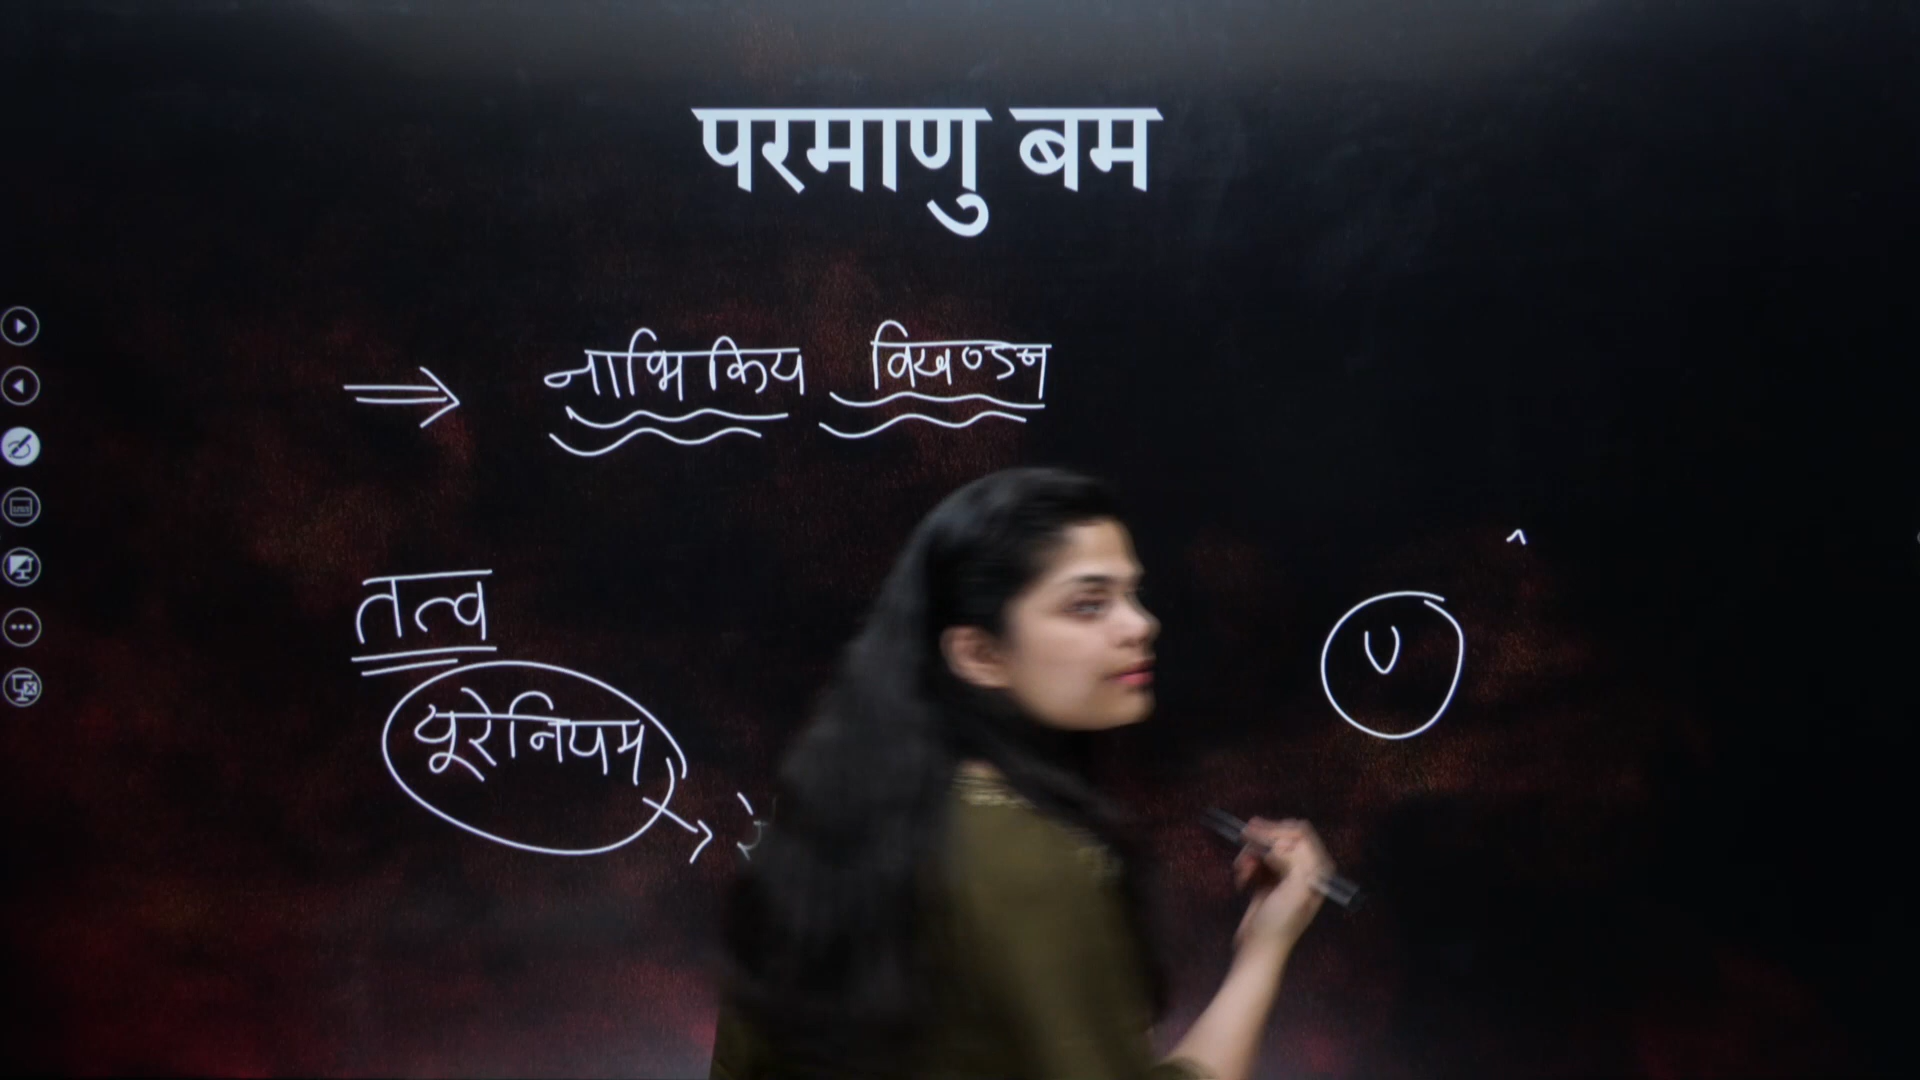 परमाणु बम
⇒ नाभिकिय विखण्डन
तत्व
यूरेनियम →
U